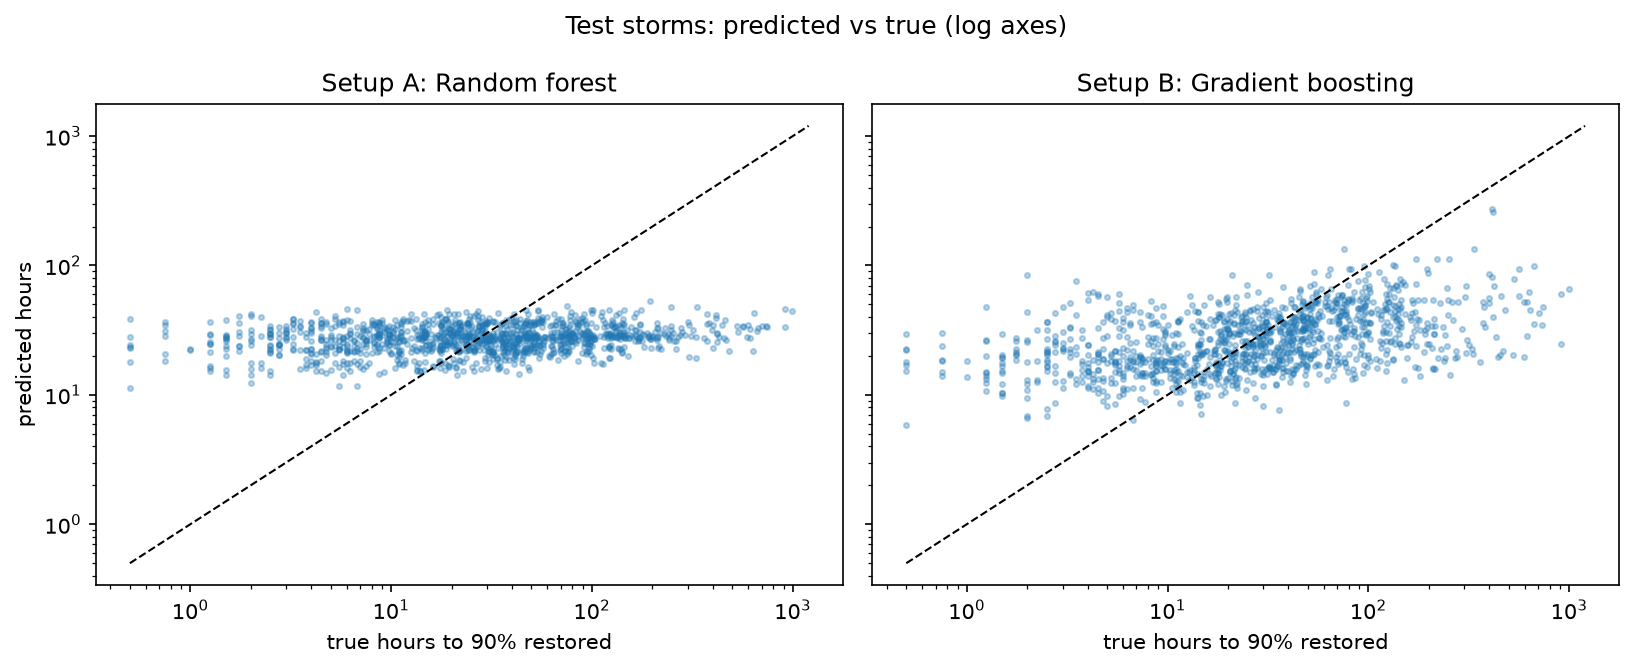 Test storms: predicted vs true (log axes)
Setup A: Random forest
Setup B: Gradient boosting
predicted hours
10³
10²
10¹
10⁰
10⁰ 10¹ 10² 10³
10⁰ 10¹ 10² 10³
true hours to 90% restored
true hours to 90% restored